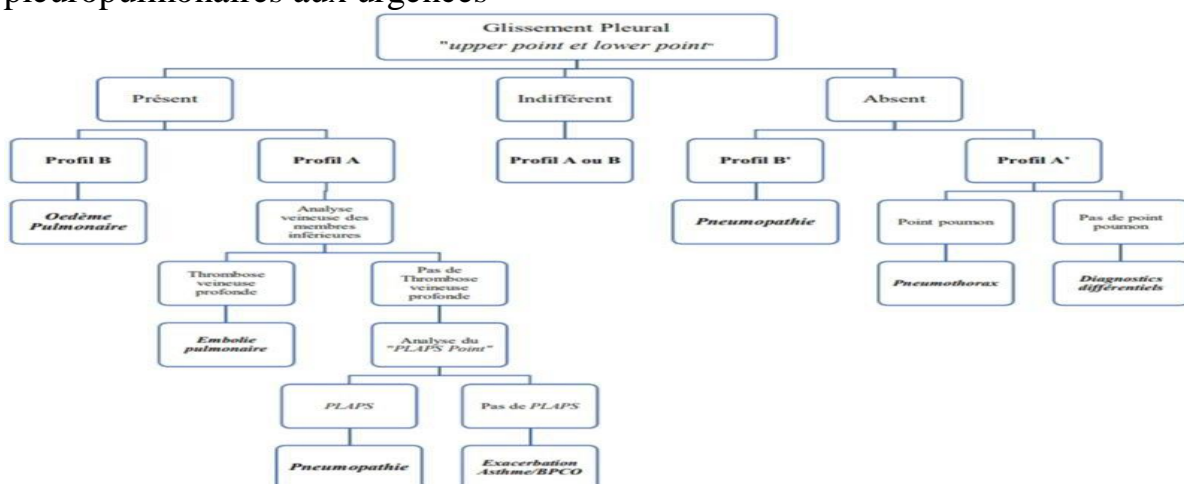 pleuropulmonaires aux urgences
Glissement Pleural
"upper point et lower point"
Présent
Indifférent
Absent
Profil B
Profil A
Profil A ou B
Profil B'
Profil A'
Oedème
Pulmonaire
Analyse
veineuse des
membres
inférieures
Pneumopathie
Point poumon
Pas de point
poumon
Thrombose
veineuse
profonde
Pas de
Thrombose
veineuse
profonde
Pneumothorax
Diagnostics
différentiels
Embolie
pulmonaire
Analyse du
"PLAPS Point"
PLAPS
Pas de PLAPS
Pneumopathie
Exacerbation
Asthme/BPCO